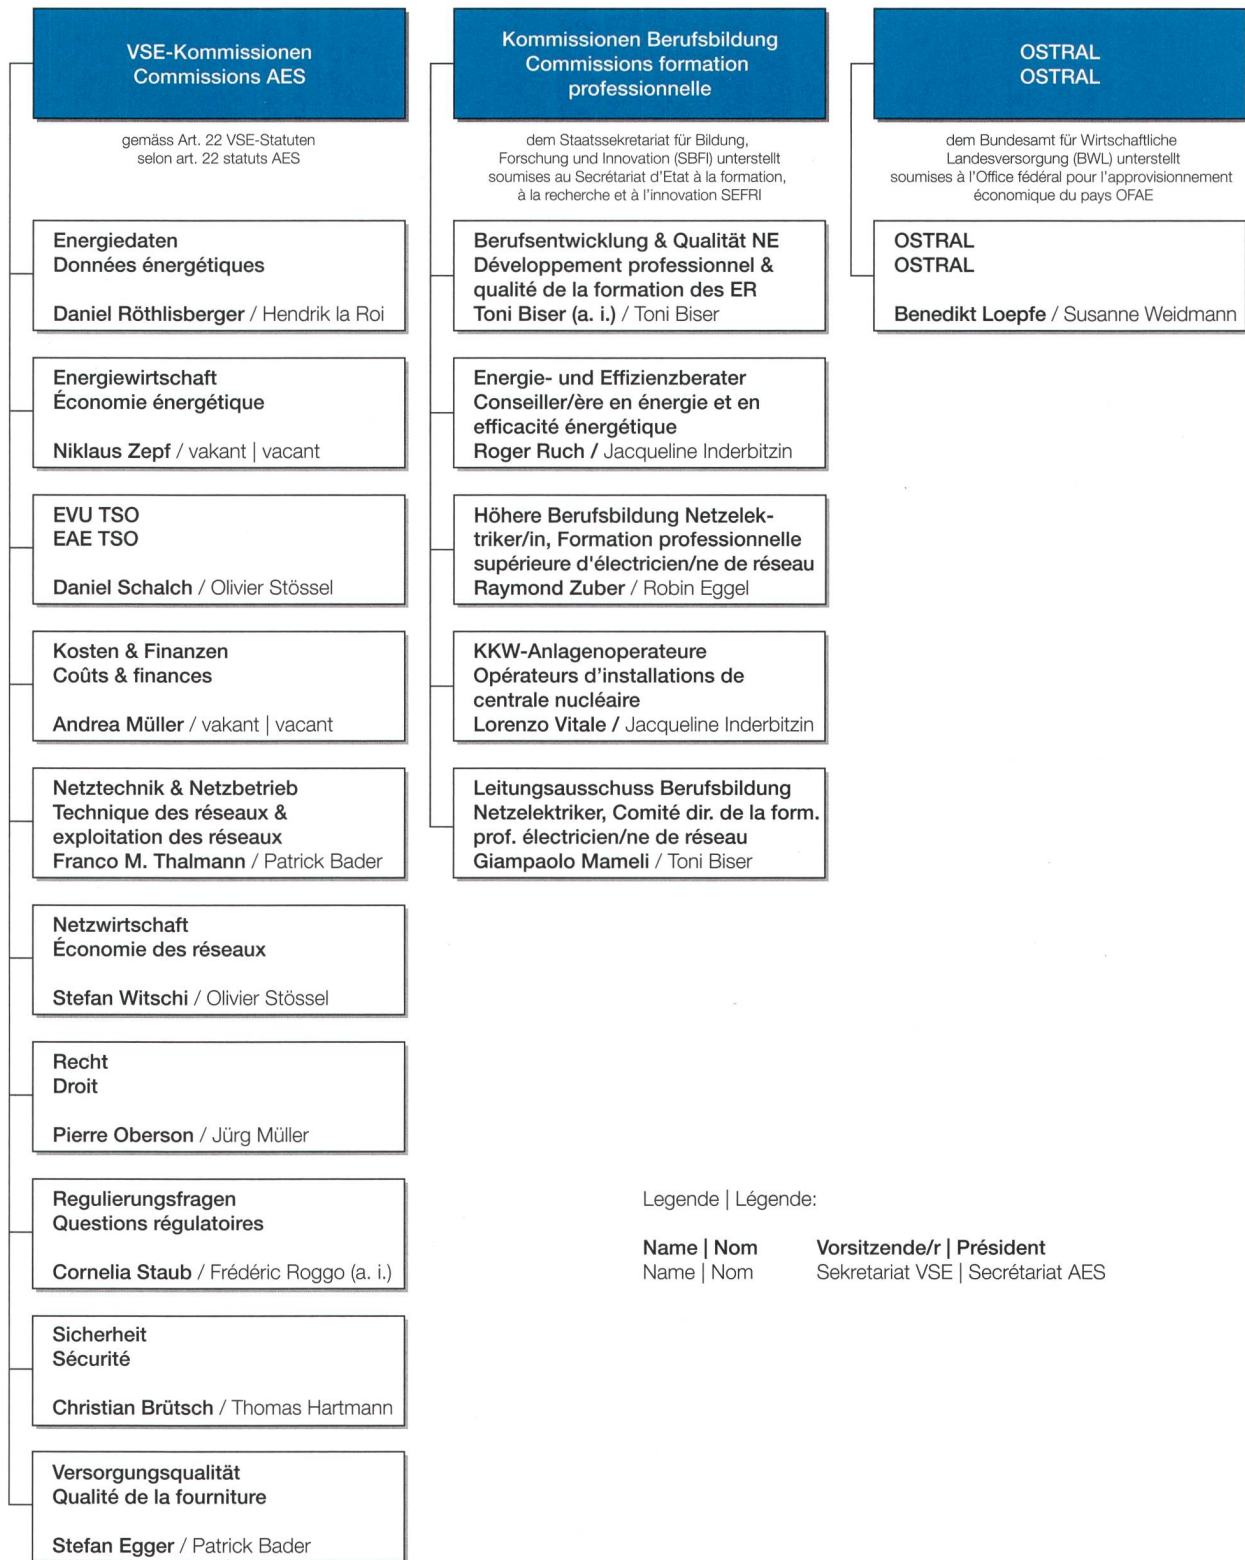 VSE-Kommissionen
Commissions AES
gemäss Art. 22 VSE-Statuten
selon art. 22 statuts AES
Energiedaten
Données énergétiques
Daniel Röthlisberger / Hendrik la Roi
Energiewirtschaft
Économie énergétique
Niklaus Zepf / vakant | vacant
EVU TSO
EAE TSO
Daniel Schalch / Olivier Stössel
Kosten & Finanzen
Coûts & finances
Andrea Müller / vakant | vacant
Netztechnik & Netzbetrieb
Technique des réseaux &
exploitation des réseaux
Franco M. Thalmann / Patrick Bader
Netzwirtschaft
Économie des réseaux
Stefan Witschi / Olivier Stössel
Recht
Droit
Pierre Oberson / Jürg Müller
Regulierungsfragen
Questions régulatoires
Cornelia Staub / Frédéric Roggo (a. i.)
Sicherheit
Sécurité
Christian Brütsch / Thomas Hartmann
Versorgungsqualität
Qualité de la fourniture
Stefan Egger / Patrick Bader
Kommissionen Berufsbildung
Commissions formation
professionnelle
dem Staatssekretariat für Bildung,
Forschung und Innovation (SBFI) unterstellt
soumises au Secrétariat d'Etat à la formation,
à la recherche et à l'innovation SEFRI
Berufsentwicklung & Qualität NE
Développement professionnel &
qualité de la formation des ER
Toni Biser (a. i.) / Toni Biser
Energie- und Effizienzberater
Conseiller/ère en énergie et en
efficacité énergétique
Roger Ruch / Jacqueline Inderbitzin
Höhere Berufsbildung Netzelek-
triker/in, Formation professionnelle
supérieure d'électricien/ne de réseau
Raymond Zuber / Robin Eggel
KKW-Anlagenoperateure
Opérateurs d'installations de
centrale nucléaire
Lorenzo Vitale / Jacqueline Inderbitzin
Leitungsausschuss Berufsbildung
Netzelektriker, Comité dir. de la form.
prof. électricien/ne de réseau
Giampaolo Mameli / Toni Biser
OSTRAL
OSTRAL
dem Bundesamt für Wirtschaftliche
Landesversorgung (BWL) unterstellt
soumises à l'Office fédéral pour l'approvisionnement
économique du pays OFAE
OSTRAL
OSTRAL
Benedikt Loepfe / Susanne Weidmann
Legende | Légende:
Name | Nom Vorsitzende/r | Président
Name | Nom Sekretariat VSE | Secrétariat AES